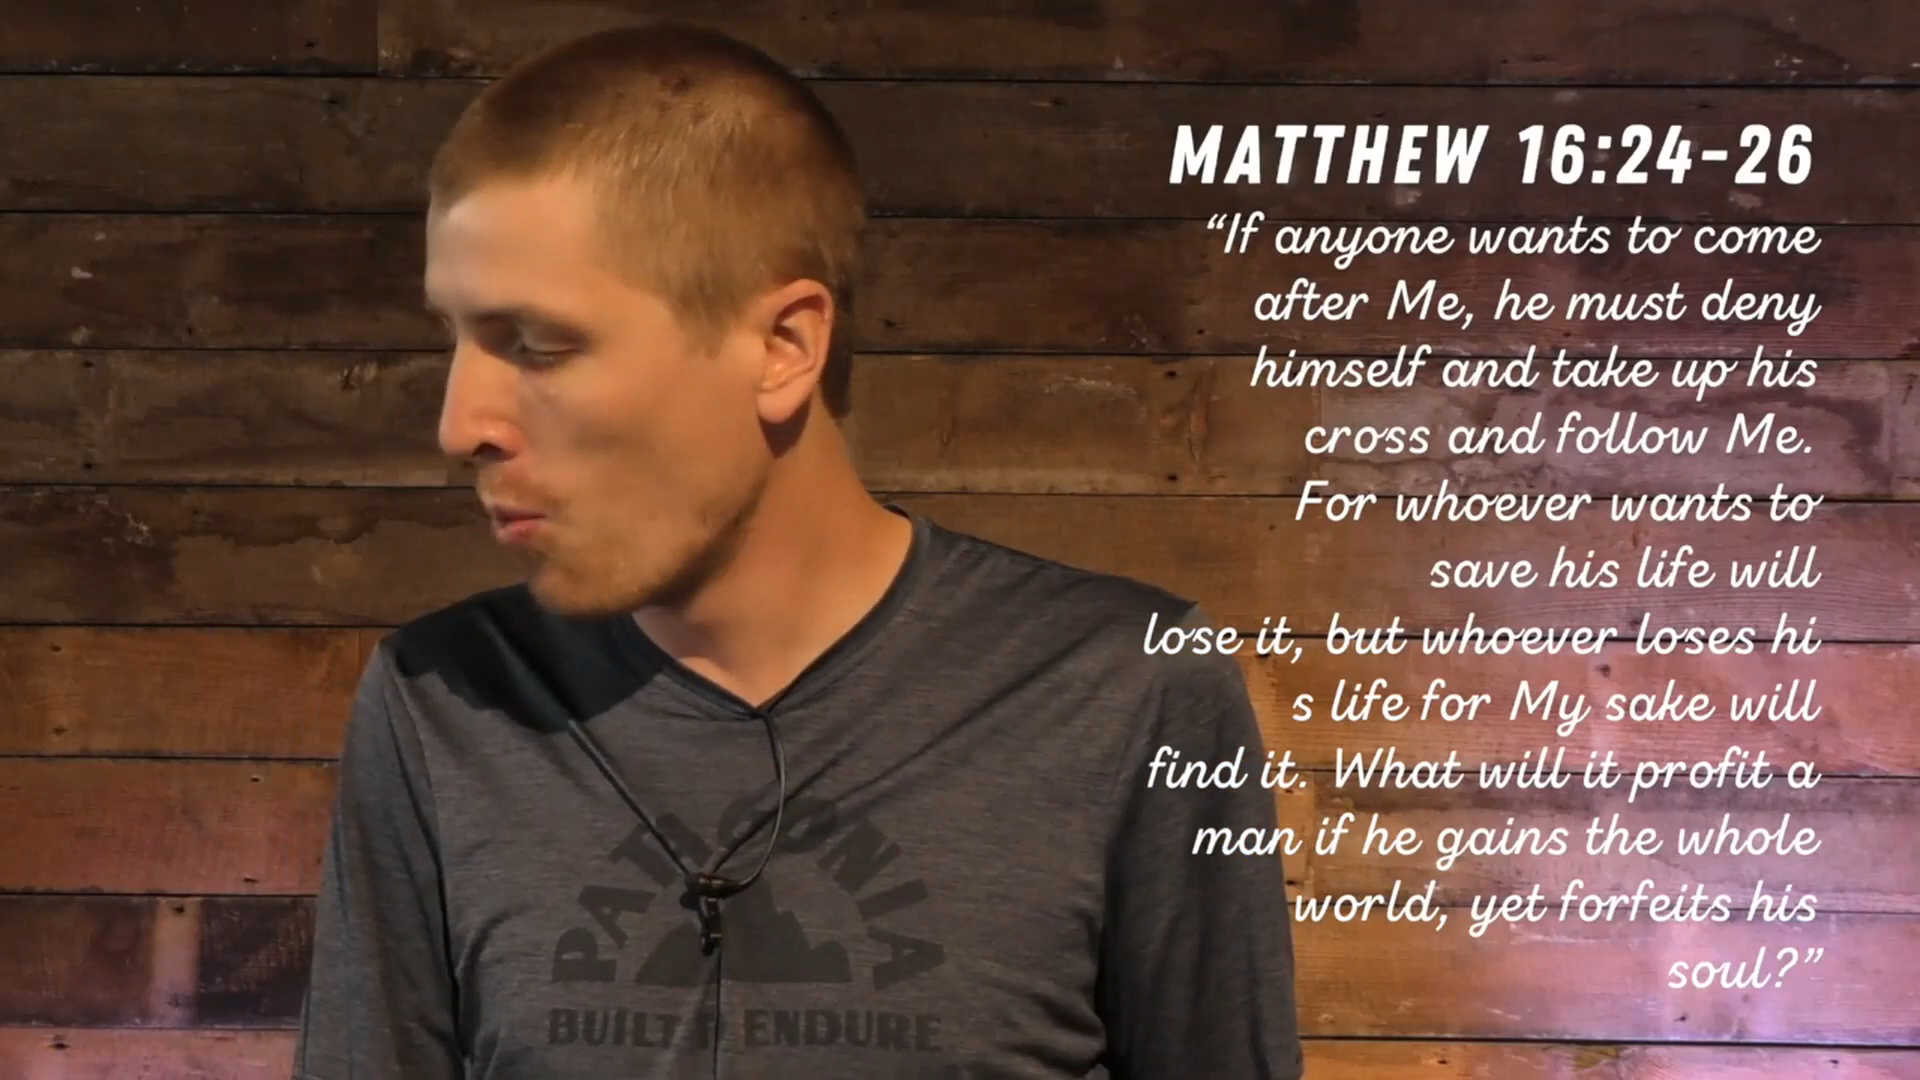 MATTHEW 16:24-26
“If anyone wants to come
after Me, he must deny
himself and take up his
cross and follow Me.
For whoever wants to
save his life will
lose it, but whoever loses hi
s life for My sake will
find it. What will it profit a
man if he gains the whole
world, yet forfeits his
soul?”
BUILT ENDURE